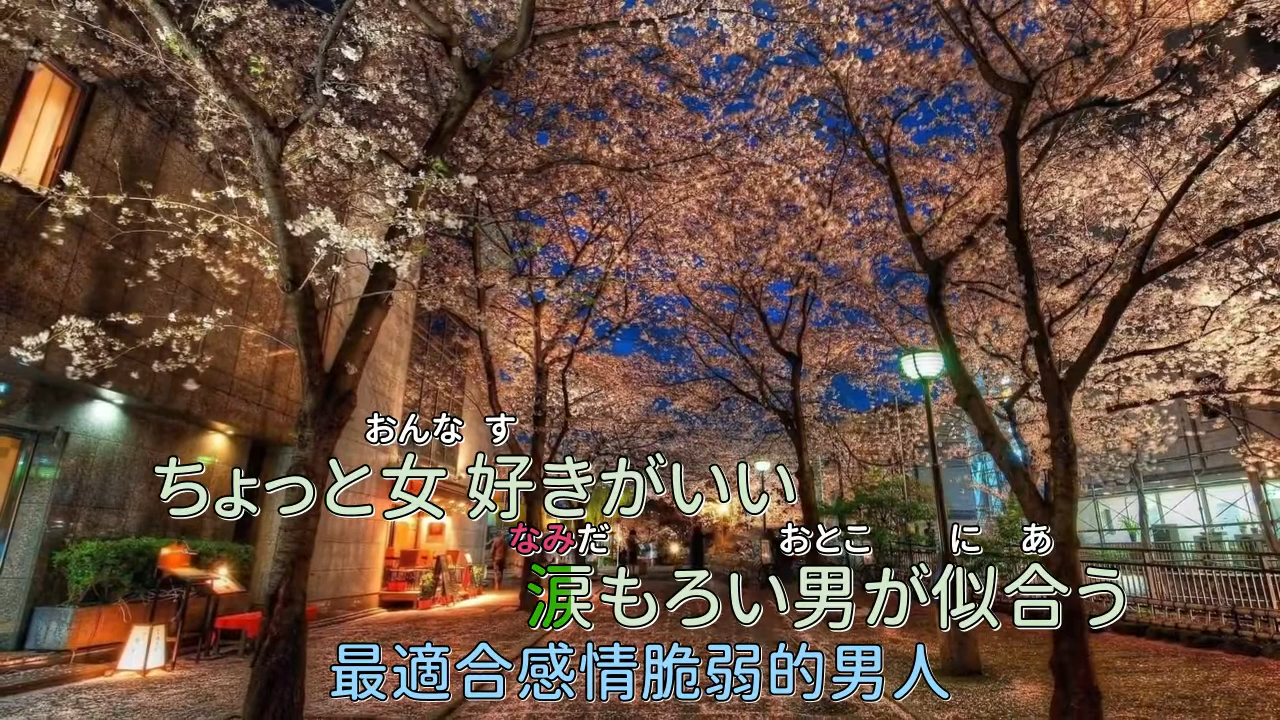 おんな す
ちょっと女 好きがいい
なみだ おとこ に あ
涙もろい男が似合う
最適合感情脆弱的男人